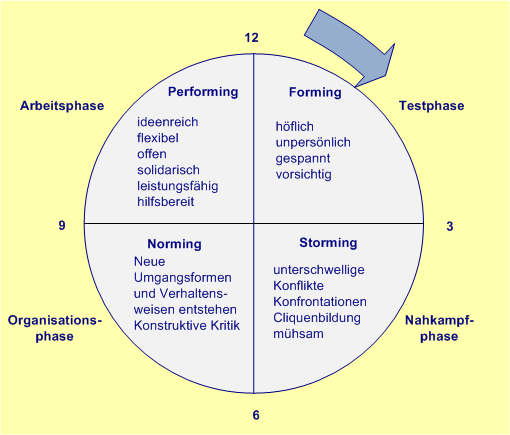 12
Arbeitsphase
Performing
ideenreich
flexibel
offen
solidarisch
leistungsfähig
hilfsbereit
Forming
höflich
unpersönlich
gespannt
vorsichtig
Testphase
9
3
Norming
Neue
Umgangsformen
und Verhaltens-
weisen entstehen
Konstruktive Kritik
Storming
unterschwellige
Konflikte
Konfrontationen
Cliquenbildung
mühsam
Organisations-
phase
Nahkampf-
phase
6